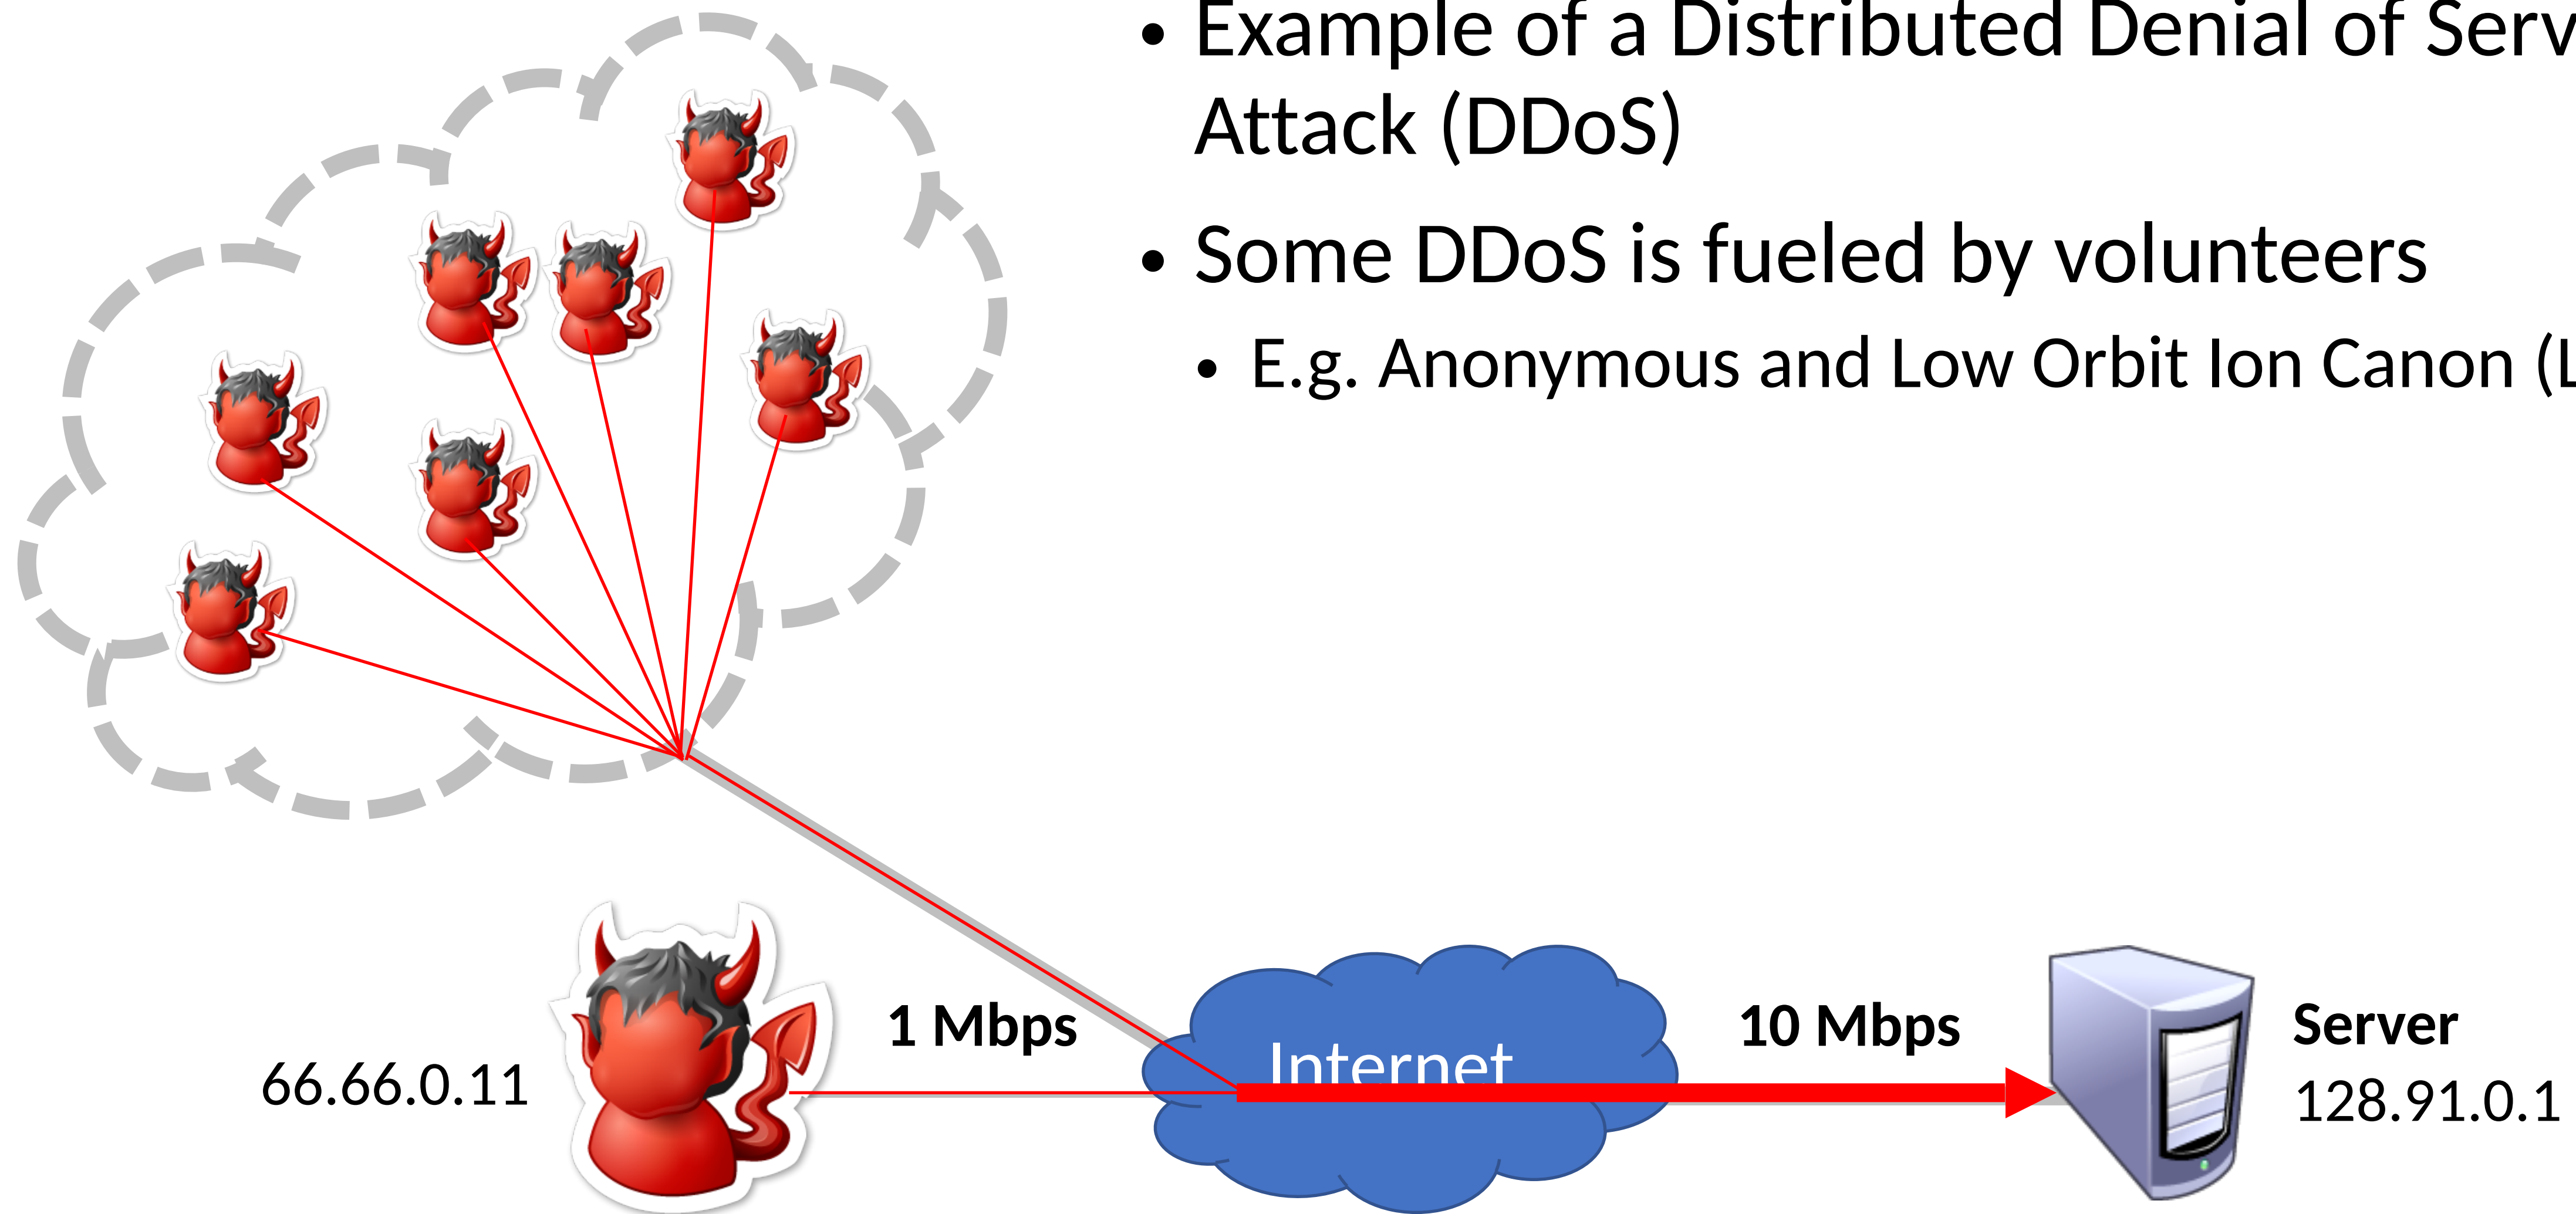 • Example of a Distributed Denial of Serv
Attack (DDoS)
• Some DDoS is fueled by volunteers
• E.g. Anonymous and Low Orbit Ion Canon (L
1 Mbps
10 Mbps
Server
Internet
66.66.0.11
128.91.0.1